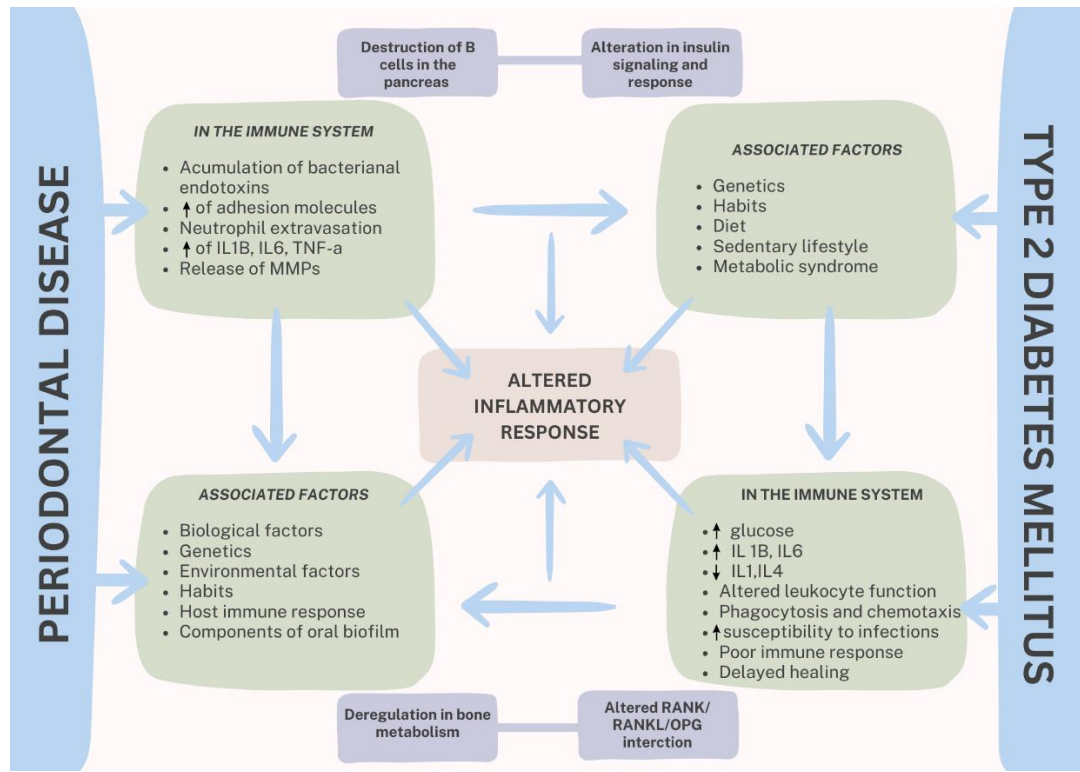 PERIODONTAL DISEASE
Destruction of B
cells in the
pancreas
Alteration in insulin
signaling and
response
IN THE IMMUNE SYSTEM
• Acumulation of bacterianal
endotoxins
• ↑ of adhesion molecules
• Neutrophil extravasation
• ↑ of IL1B, IL6, TNF-a
• Release of MMPs
ASSOCIATED FACTORS
• Genetics
• Habits
• Diet
• Sedentary lifestyle
• Metabolic syndrome
ALTERED
INFLAMMATORY
RESPONSE
ASSOCIATED FACTORS
• Biological factors
• Genetics
• Environmental factors
• Habits
• Host immune response
• Components of oral biofilm
IN THE IMMUNE SYSTEM
• ↑ glucose
• ↑ IL 1B, IL6
• ↓ IL1,IL4
• Altered leukocyte function
• Phagocytosis and chemotaxis
• ↑ susceptibility to infections
• Poor immune response
• Delayed healing
Deregulation in bone
metabolism
Altered RANK/
RANKL/OPG
interction
TYPE 2 DIABETES MELLITUS